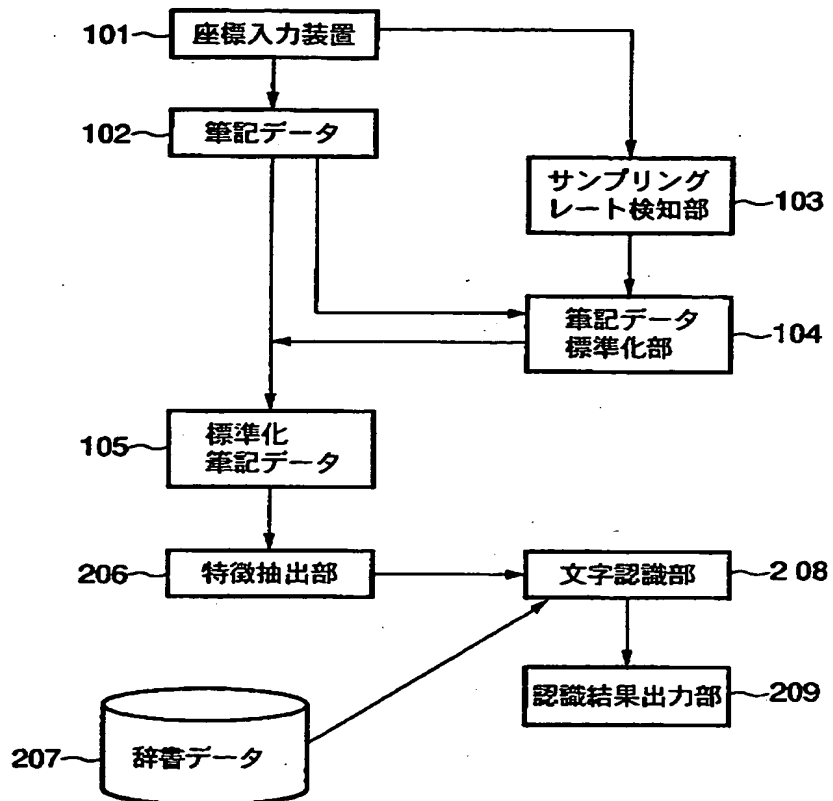 101 座標入力装置
102 筆記データ
サンプリング
レート検知部 103
筆記データ
標準化部 104
105 標準化
筆記データ
206 特徴抽出部
文字認識部 208
認識結果出力部 209
207 辞書データ